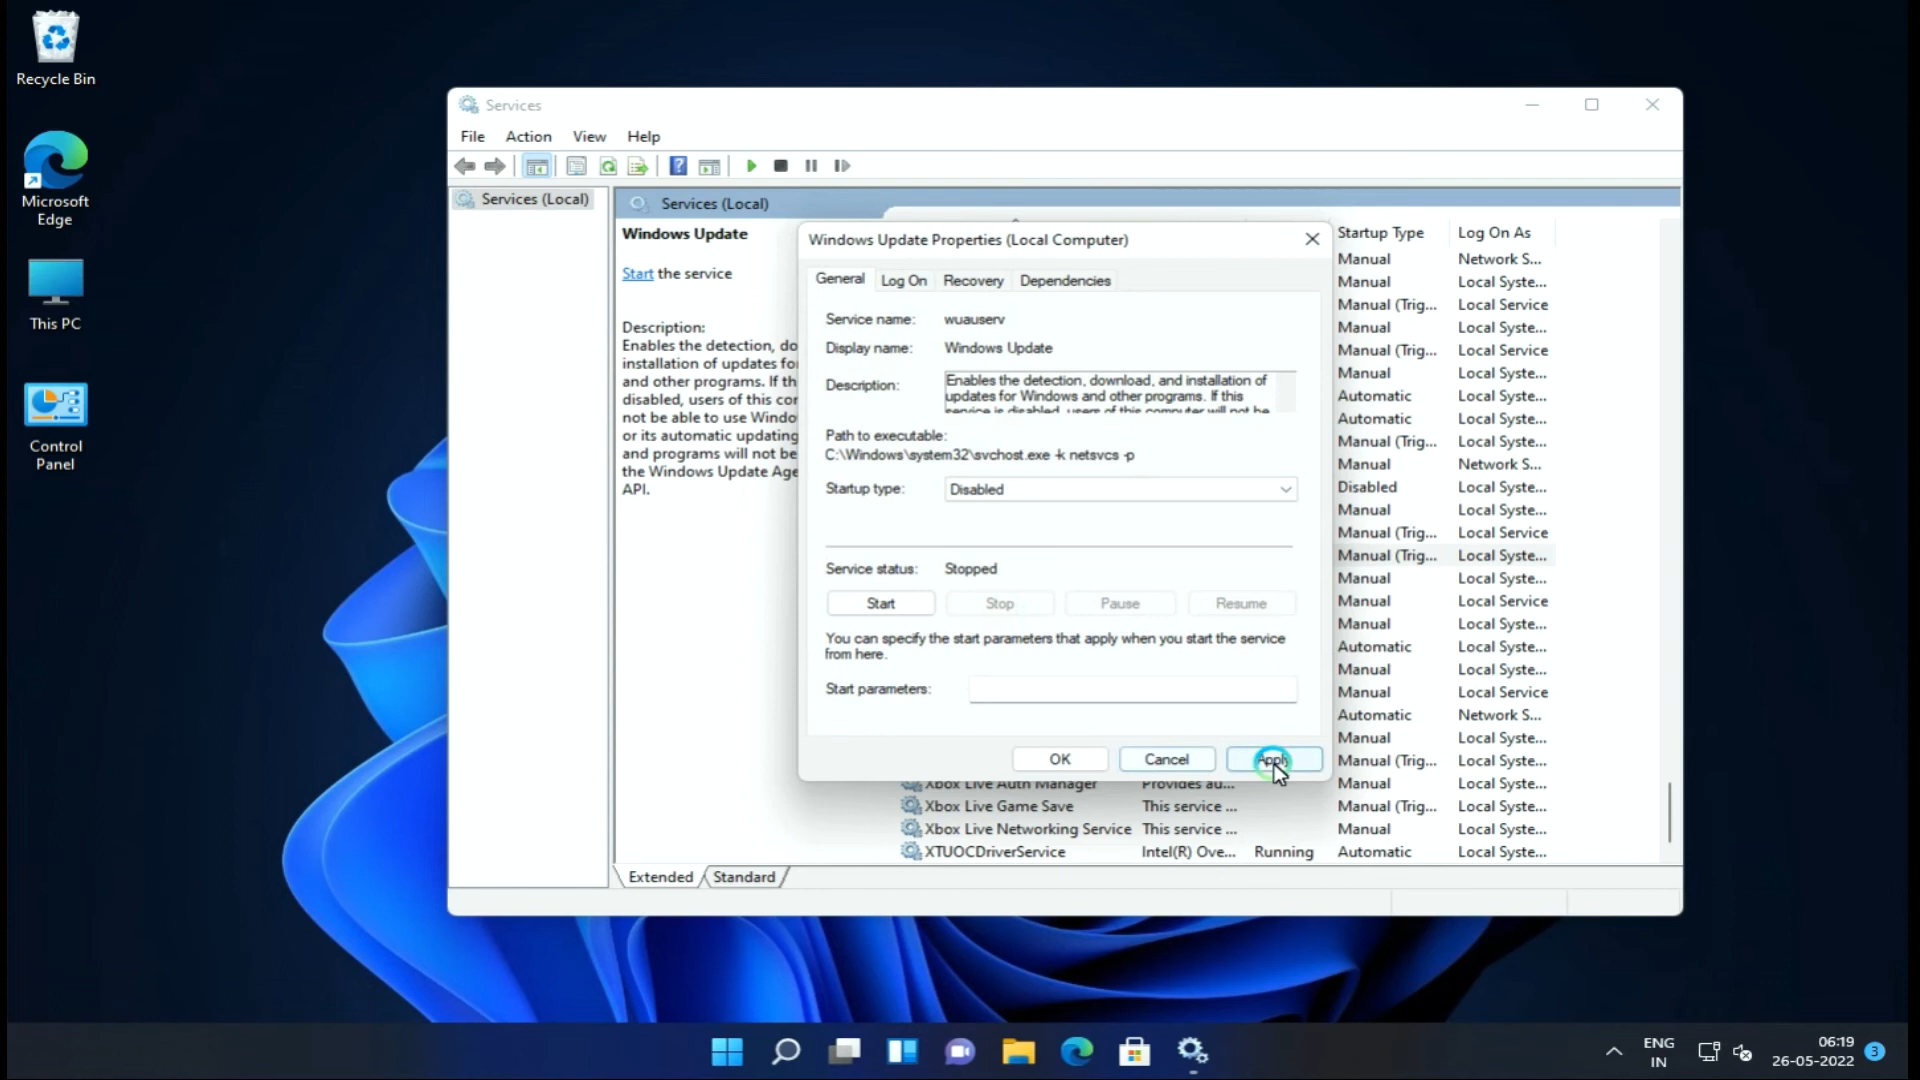 Recycle Bin
Microsoft
Edge
This PC
Control
Panel
Services
File Action View Help
Services (Local)
Services (Local)
Windows Update
Start the service
Description:
Enables the detection, do
installation of updates fo
and other programs. If th
disabled, users of this cor
not be able to use Windo
or its automatic updating
and programs will not be
the Windows Update Age
API.
Windows Update Properties (Local Computer)
General Log On Recovery Dependencies
Service name: wuauserv
Display name: Windows Update
Description: Enables the detection, download, and installation of
updates for Windows and other programs. If this
service is disabled, users of this computer will not be
Path to executable:
C:\Windows\system32\svchost.exe -k netsvcs -p
Startup type: Disabled
Service status: Stopped
Start Stop Pause Resume
You can specify the start parameters that apply when you start the service
from here.
Start parameters:
OK Cancel Apply
Startup Type Log On As
Manual Network S...
Manual Local Syste...
Manual (Trig... Local Service
Manual Local Syste...
Manual (Trig... Local Service
Manual Local Syste...
Automatic Local Syste...
Automatic Local Syste...
Manual (Trig... Local Syste...
Manual Network S...
Disabled Local Syste...
Manual Local Syste...
Manual (Trig... Local Service
Manual (Trig... Local Syste...
Manual Local Syste...
Manual Local Service
Manual Local Syste...
Automatic Local Syste...
Manual Local Syste...
Manual Local Service
Automatic Network S...
Manual Local Syste...
Manual (Trig... Local Syste...
Xbox Live Auth Manager Provides au... Manual Local Syste...
Xbox Live Game Save This service ... Manual (Trig... Local Syste...
Xbox Live Networking Service This service ... Manual Local Syste...
XTUOCDriverService Intel(R) Ove... Running Automatic Local Syste...
Extended Standard
ENG
IN
06:19
26-05-2022
3